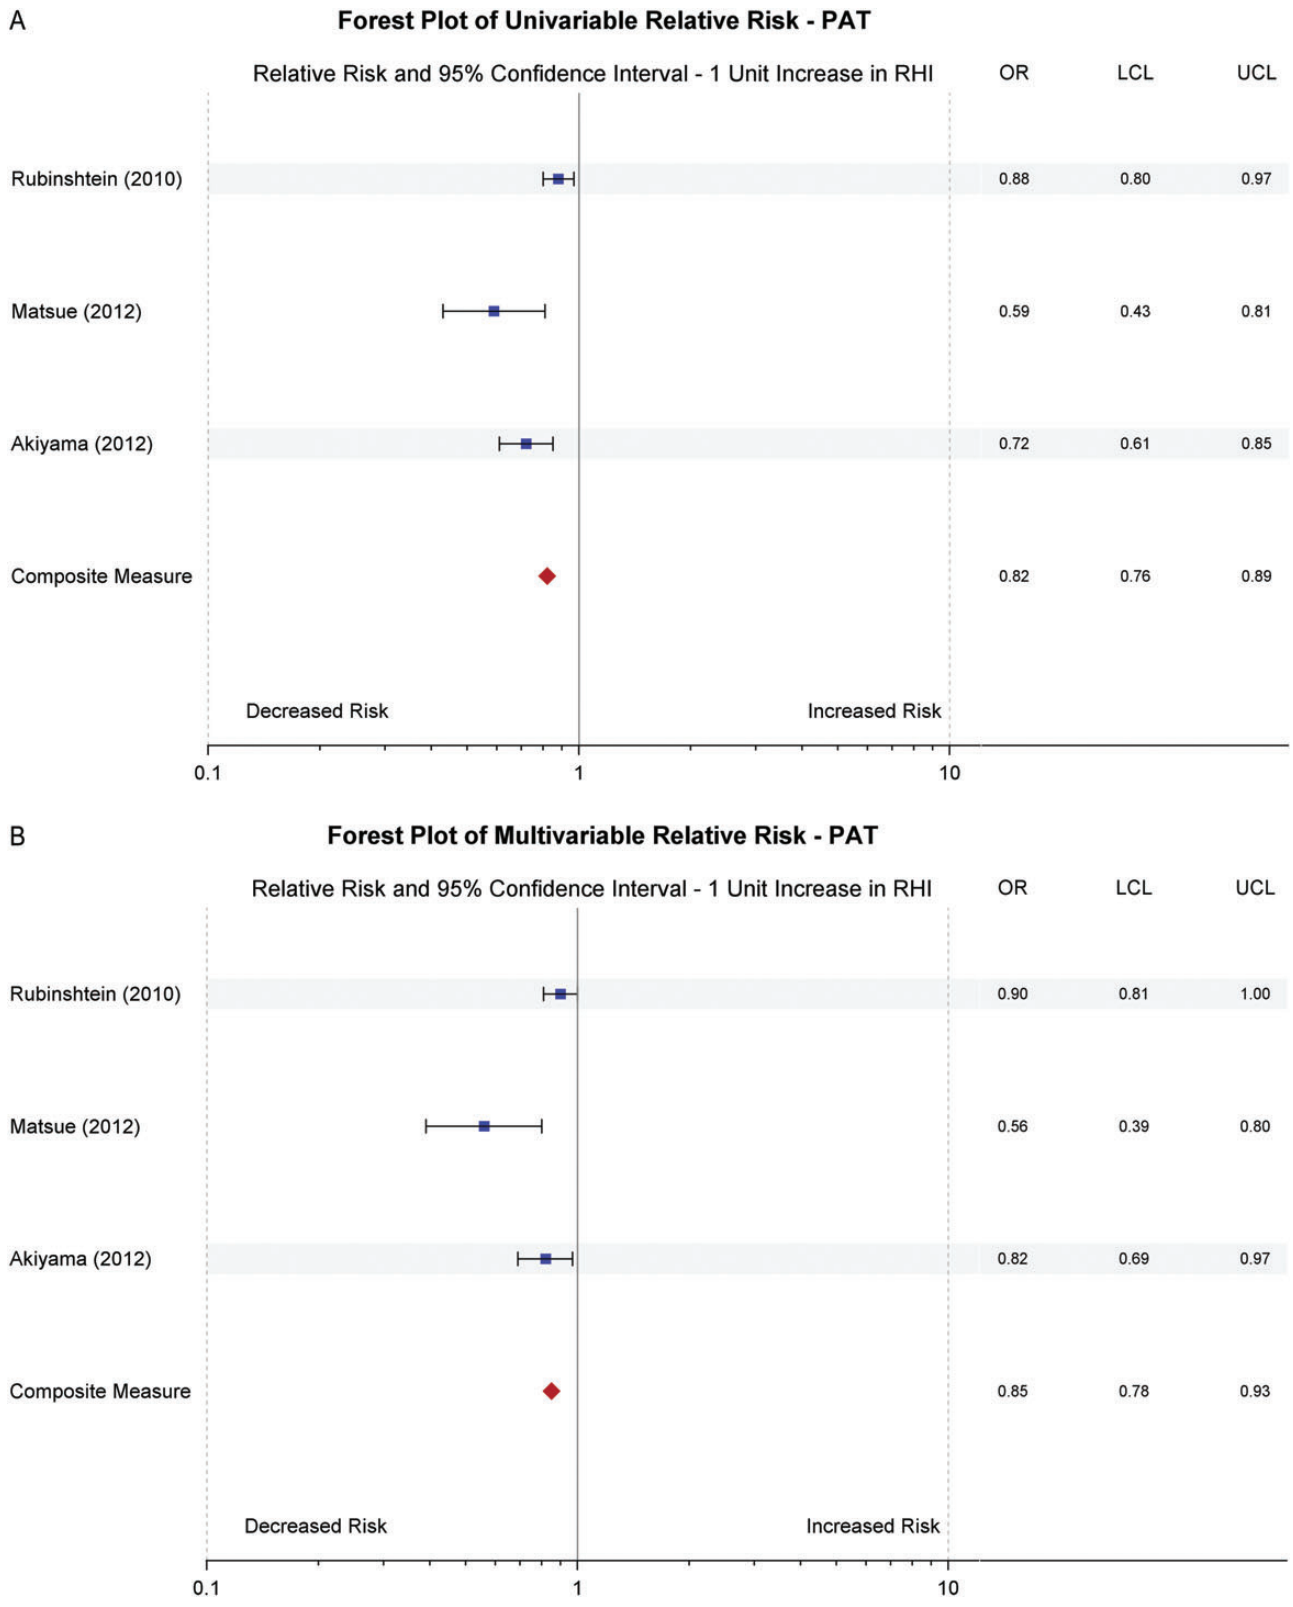 A
Forest Plot of Univariable Relative Risk - PAT
Relative Risk and 95% Confidence Interval - 1 Unit Increase in RHI OR LCL UCL
Rubinshtein (2010) 0.88 0.80 0.97
Matsue (2012) 0.59 0.43 0.81
Akiyama (2012) 0.72 0.61 0.85
Composite Measure 0.82 0.76 0.89
Decreased Risk Increased Risk
0.1 1 10
B
Forest Plot of Multivariable Relative Risk - PAT
Relative Risk and 95% Confidence Interval - 1 Unit Increase in RHI OR LCL UCL
Rubinshtein (2010) 0.90 0.81 1.00
Matsue (2012) 0.56 0.39 0.80
Akiyama (2012) 0.82 0.69 0.97
Composite Measure 0.85 0.78 0.93
Decreased Risk Increased Risk
0.1 1 10